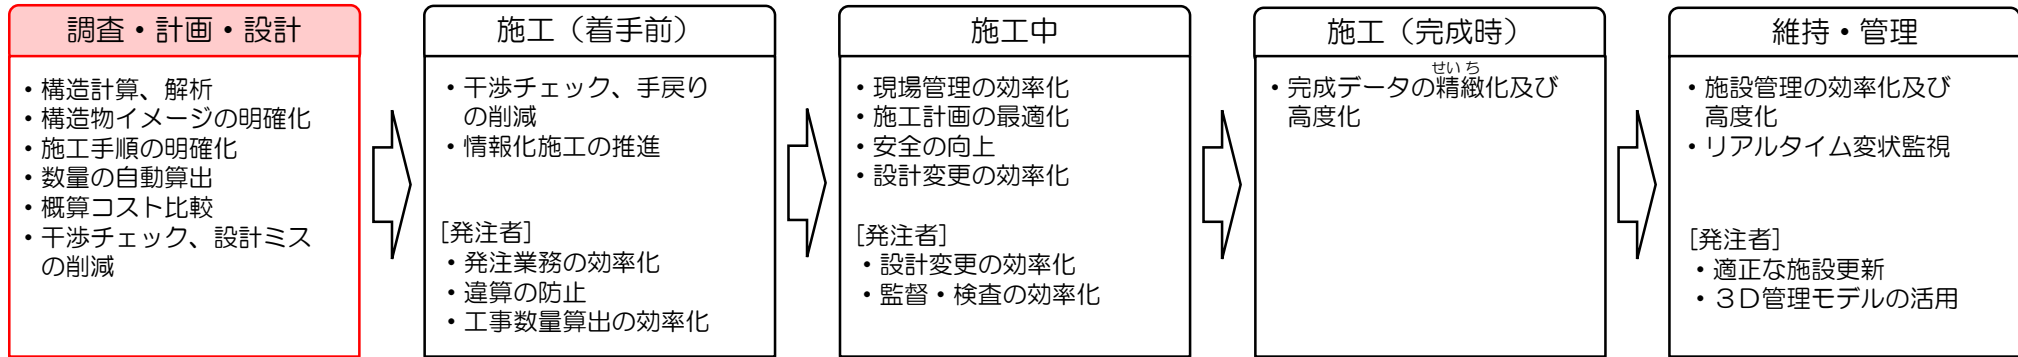 調査・計画・設計
・構造計算、解析
・構造物イメージの明確化
・施工手順の明確化
・数量の自動算出
・概算コスト比較
・干渉チェック、設計ミス
の削減
施工（着手前）
・干渉チェック、手戻り
の削減
・情報化施工の推進
[発注者]
・発注業務の効率化
・違算の防止
・工事数量算出の効率化
施工中
・現場管理の効率化
・施工計画の最適化
・安全の向上
・設計変更の効率化
[発注者]
・設計変更の効率化
・監督・検査の効率化
施工（完成時）
せいち
・完成データの精緻化及び
高度化
維持・管理
・施設管理の効率化及び
高度化
・リアルタイム変状監視
[発注者]
・適正な施設更新
・３Ｄ管理モデルの活用